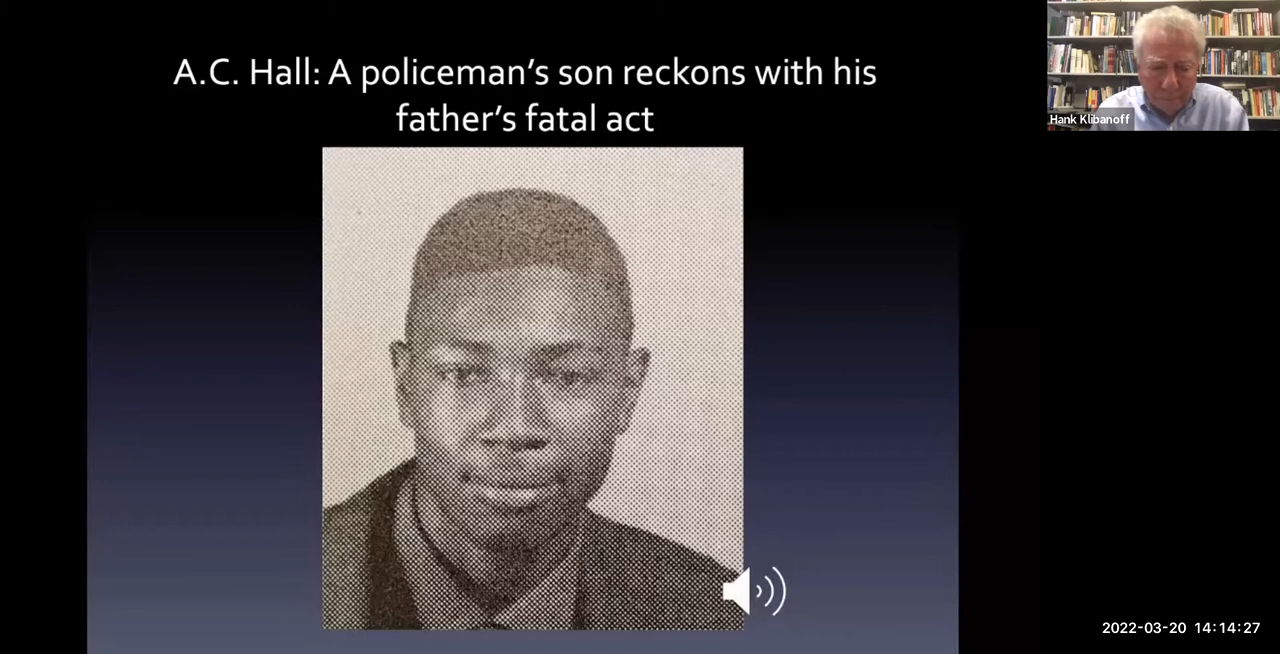 A.C. Hall: A policeman's son reckons with his
father's fatal act
Hank Klibanoff
2022-03-20 14:14:27